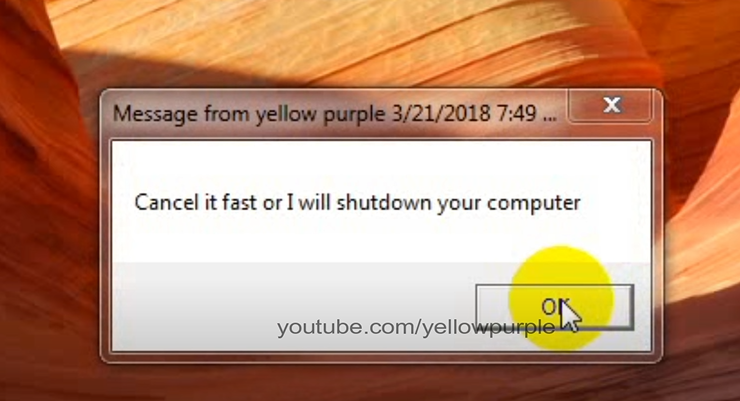 Message from yellow purple 3/21/2018 7:49 ...
Cancel it fast or I will shutdown your computer
OK
youtube.com/yellowpurple